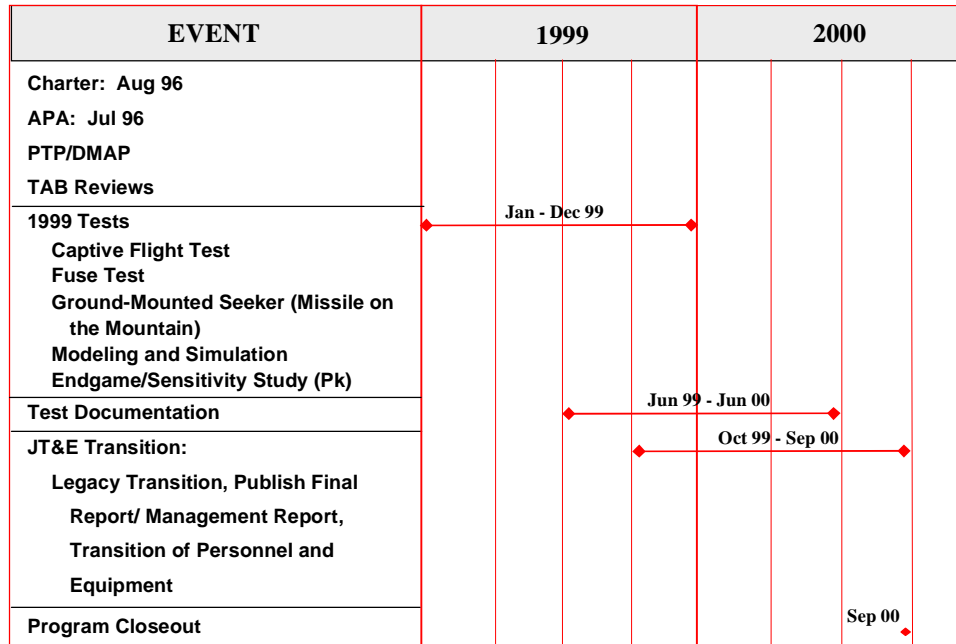 EVENT 1999 2000
Charter: Aug 96
APA: Jul 96
PTP/DMAP
TAB Reviews
1999 Tests Jan - Dec 99
Captive Flight Test
Fuse Test
Ground-Mounted Seeker (Missile on
the Mountain)
Modeling and Simulation
Endgame/Sensitivity Study (Pk)
Test Documentation Jun 99 - Jun 00
JT&E Transition: Oct 99 - Sep 00
Legacy Transition, Publish Final
Report/ Management Report,
Transition of Personnel and
Equipment
Program Closeout Sep 00